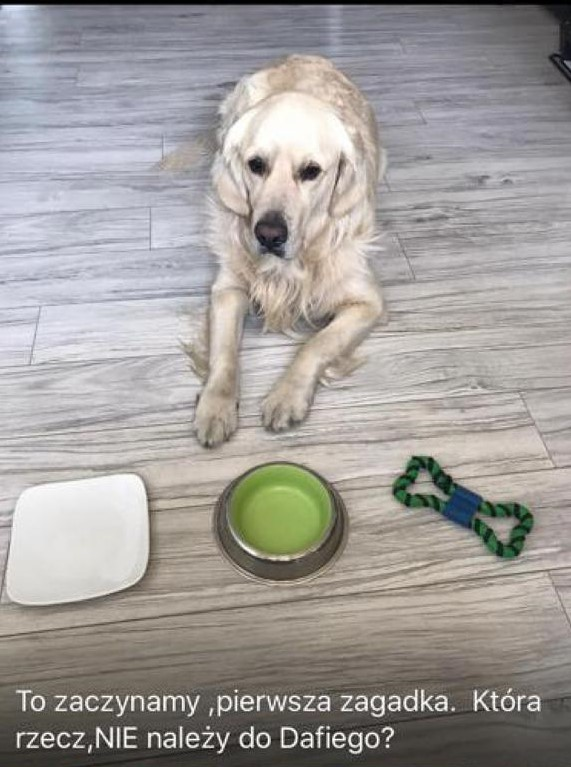 To zaczynamy ,pierwsza zagadka.  Która
rzecz,NIE należy do Dafiego?